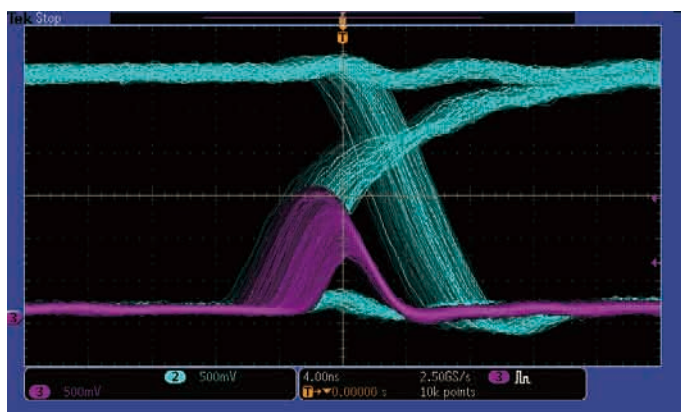 Tek Stop
T
3
2 500mV
3 500mV
4.00ns 2.50GS/s 3
T→▼0.00000 s 10k points